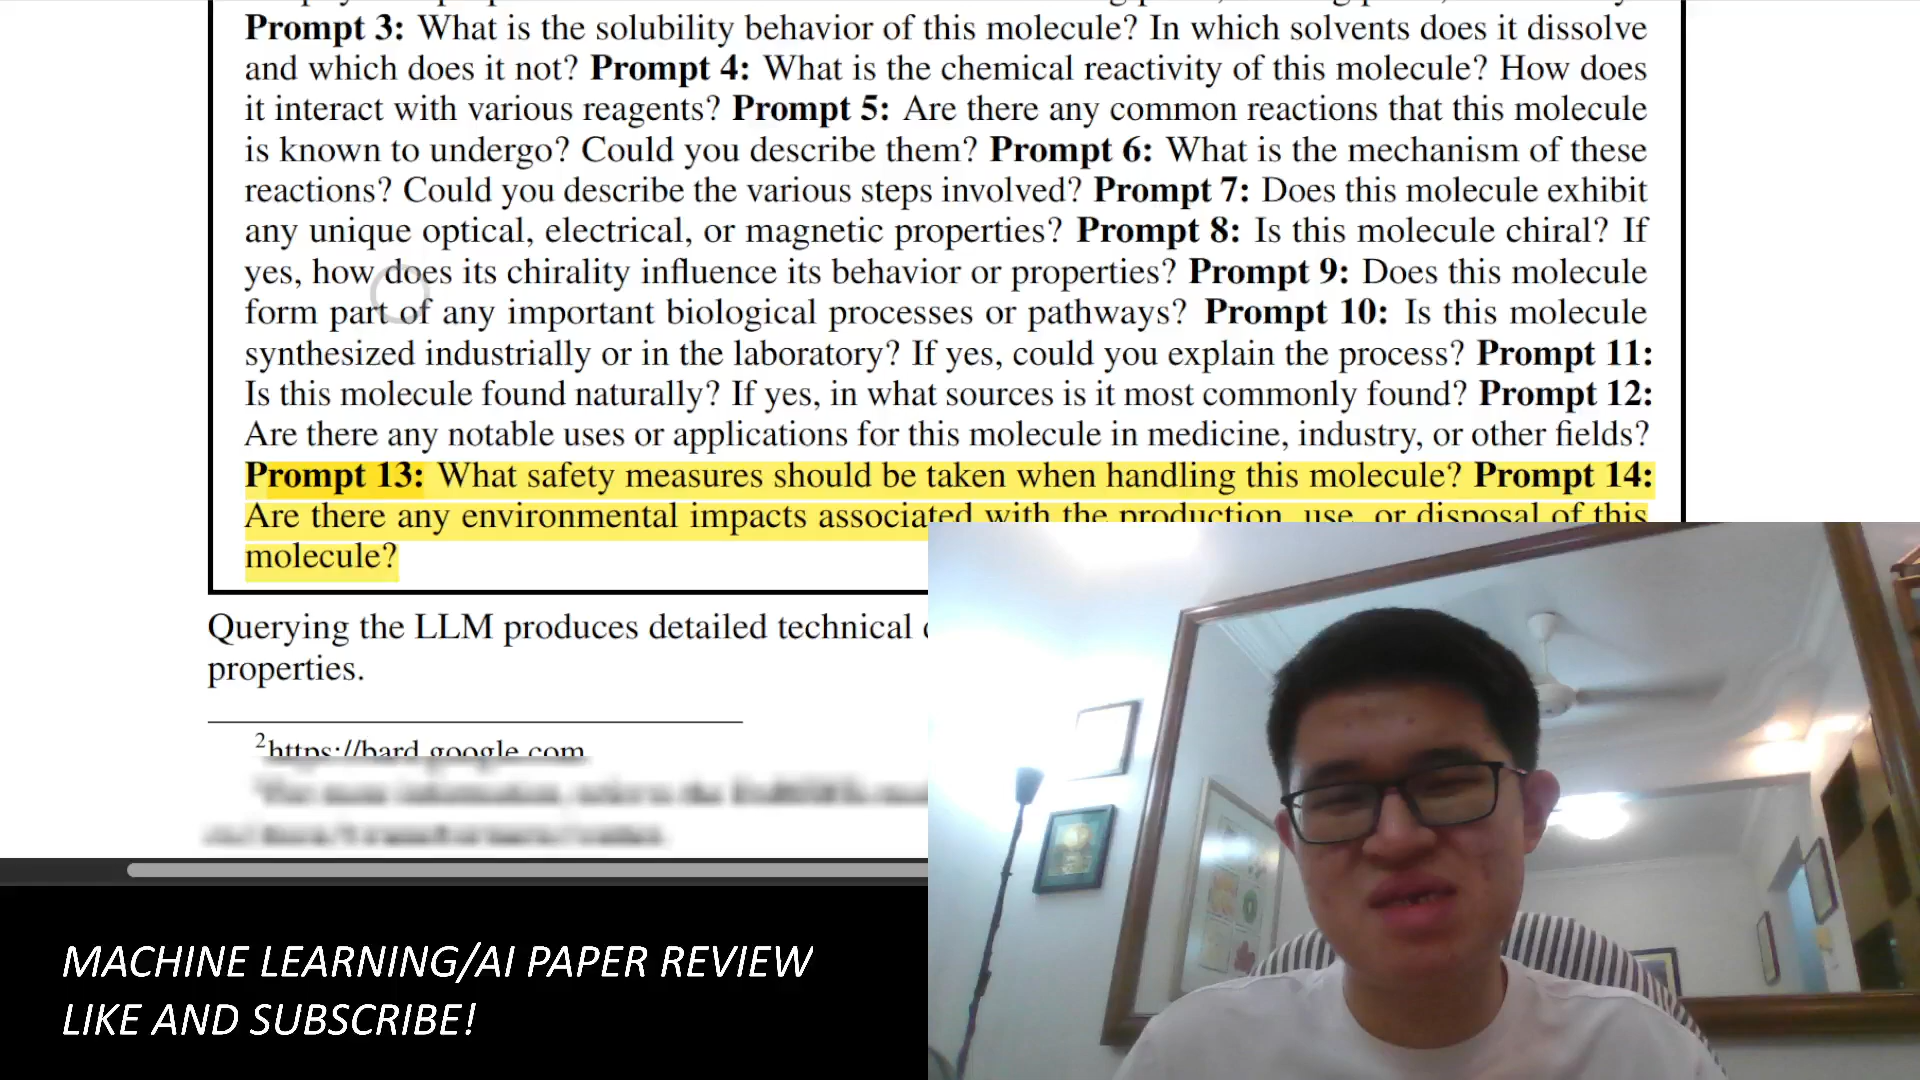 Prompt 3: What is the solubility behavior of this molecule? In which solvents does it dissolve
and which does it not? Prompt 4: What is the chemical reactivity of this molecule? How does
it interact with various reagents? Prompt 5: Are there any common reactions that this molecule
is known to undergo? Could you describe them? Prompt 6: What is the mechanism of these
reactions? Could you describe the various steps involved? Prompt 7: Does this molecule exhibit
any unique optical, electrical, or magnetic properties? Prompt 8: Is this molecule chiral? If
yes, how does its chirality influence its behavior or properties? Prompt 9: Does this molecule
form part of any important biological processes or pathways? Prompt 10: Is this molecule
synthesized industrially or in the laboratory? If yes, could you explain the process? Prompt 11:
Is this molecule found naturally? If yes, in what sources is it most commonly found? Prompt 12:
Are there any notable uses or applications for this molecule in medicine, industry, or other fields?
Prompt 13: What safety measures should be taken when handling this molecule? Prompt 14:
Are there any environmental impacts associated with the production, use, or disposal of this
molecule?
Querying the LLM produces detailed technical
properties.
2https://bard.google.com
MACHINE LEARNING/AI PAPER REVIEW
LIKE AND SUBSCRIBE!